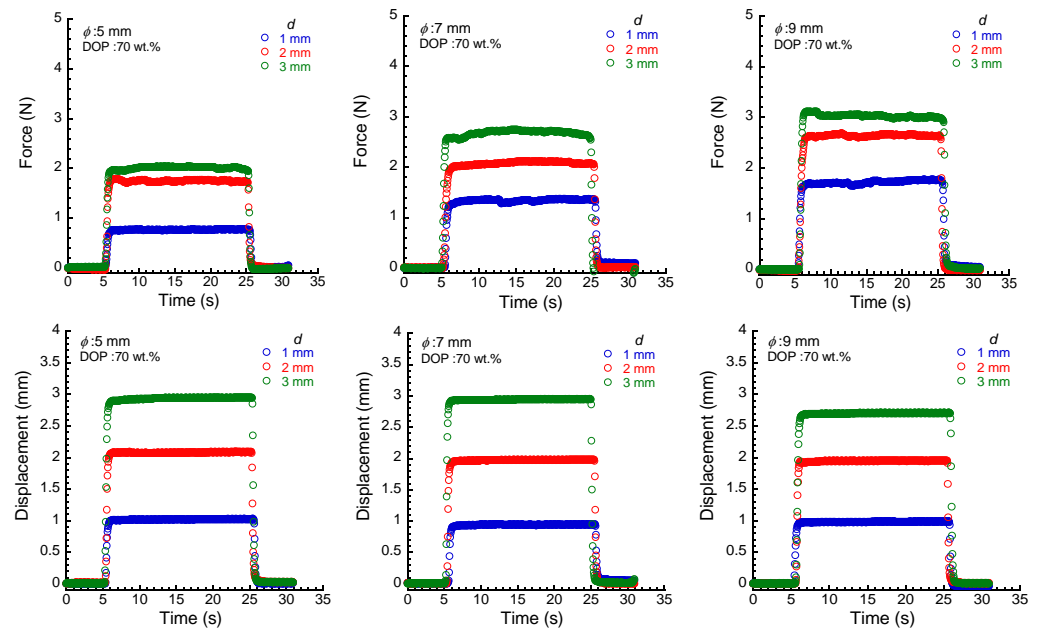 ϕ :5 mm
DOP :70 wt.%
d
1 mm
2 mm
3 mm
Force (N)
5
4
3
2
1
0
0 5 10 15 20 25 30 35
Time (s)
ϕ :7 mm
DOP :70 wt.%
d
1 mm
2 mm
3 mm
Force (N)
5
4
3
2
1
0
0 5 10 15 20 25 30 35
Time (s)
ϕ :9 mm
DOP :70 wt.%
d
1 mm
2 mm
3 mm
Force (N)
5
4
3
2
1
0
0 5 10 15 20 25 30 35
Time (s)
ϕ :5 mm
DOP :70 wt.%
d
1 mm
2 mm
3 mm
Displacement (mm)
4
3.5
3
2.5
2
1.5
1
0.5
0
0 5 10 15 20 25 30 35
Time (s)
ϕ :7 mm
DOP :70 wt.%
d
1 mm
2 mm
3 mm
Displacement (mm)
4
3.5
3
2.5
2
1.5
1
0.5
0
0 5 10 15 20 25 30 35
Time (s)
ϕ :9 mm
DOP :70 wt.%
d
1 mm
2 mm
3 mm
Displacement (mm)
4
3.5
3
2.5
2
1.5
1
0.5
0
0 5 10 15 20 25 30 35
Time (s)